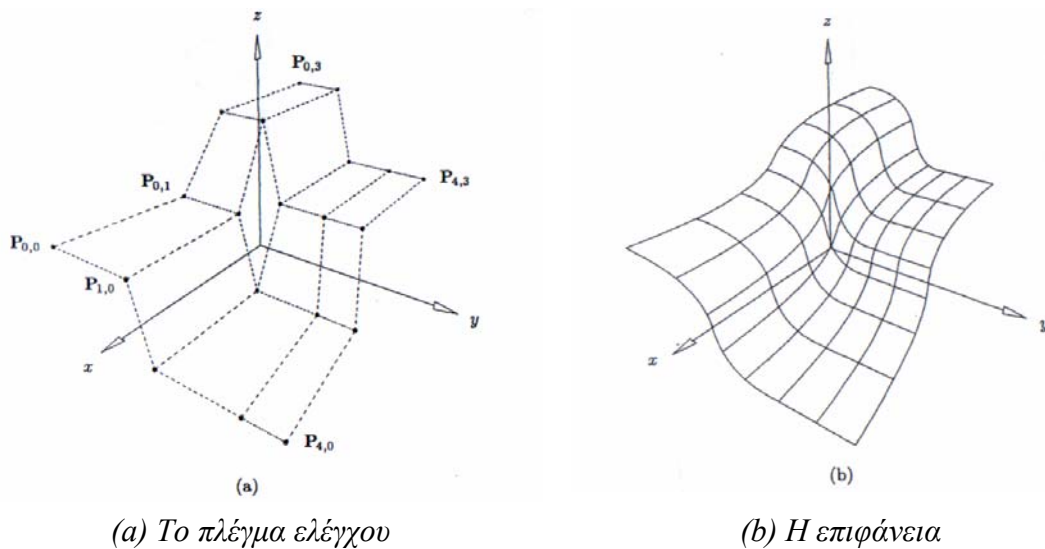 z
P0,3
P0,1
P4,3
P0,0
P1,0
x
y
P4,0
(a)
z
x
y
(b)
(a) Το πλέγμα ελέγχου
(b) Η επιφάνεια